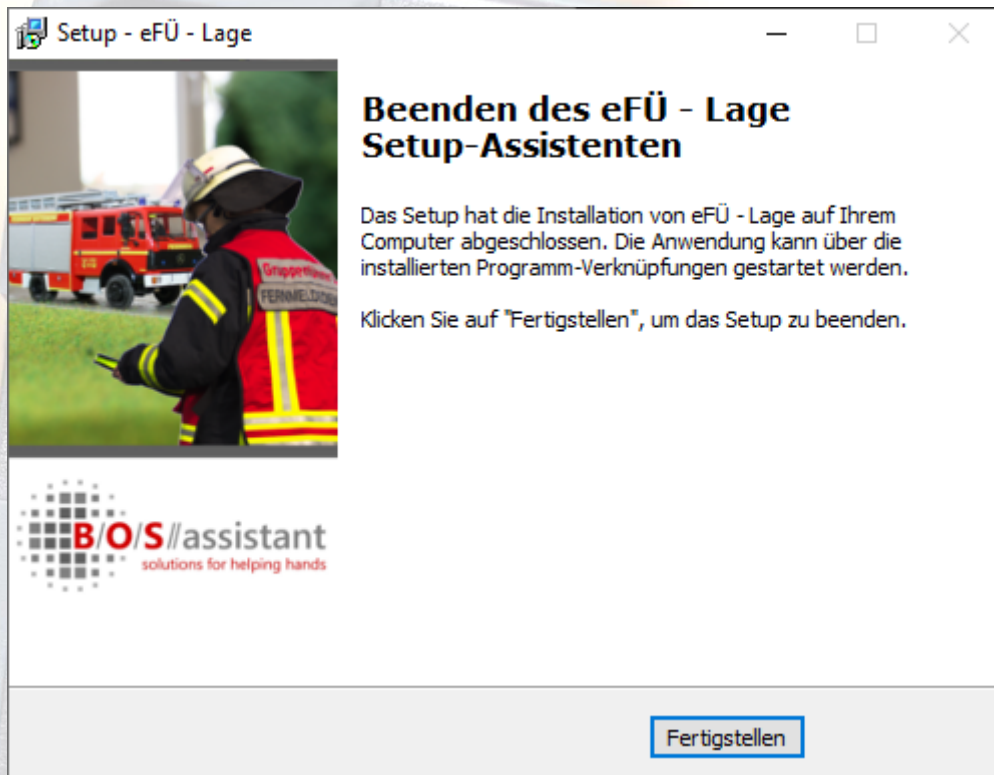 Setup - eFÜ - Lage
Beenden des eFÜ - Lage
Setup-Assistenten
Das Setup hat die Installation von eFÜ - Lage auf Ihrem
Computer abgeschlossen. Die Anwendung kann über die
installierten Programm-Verknüpfungen gestartet werden.
Klicken Sie auf "Fertigstellen", um das Setup zu beenden.
B/O/S//assistant
solutions for helping hands
Fertigstellen